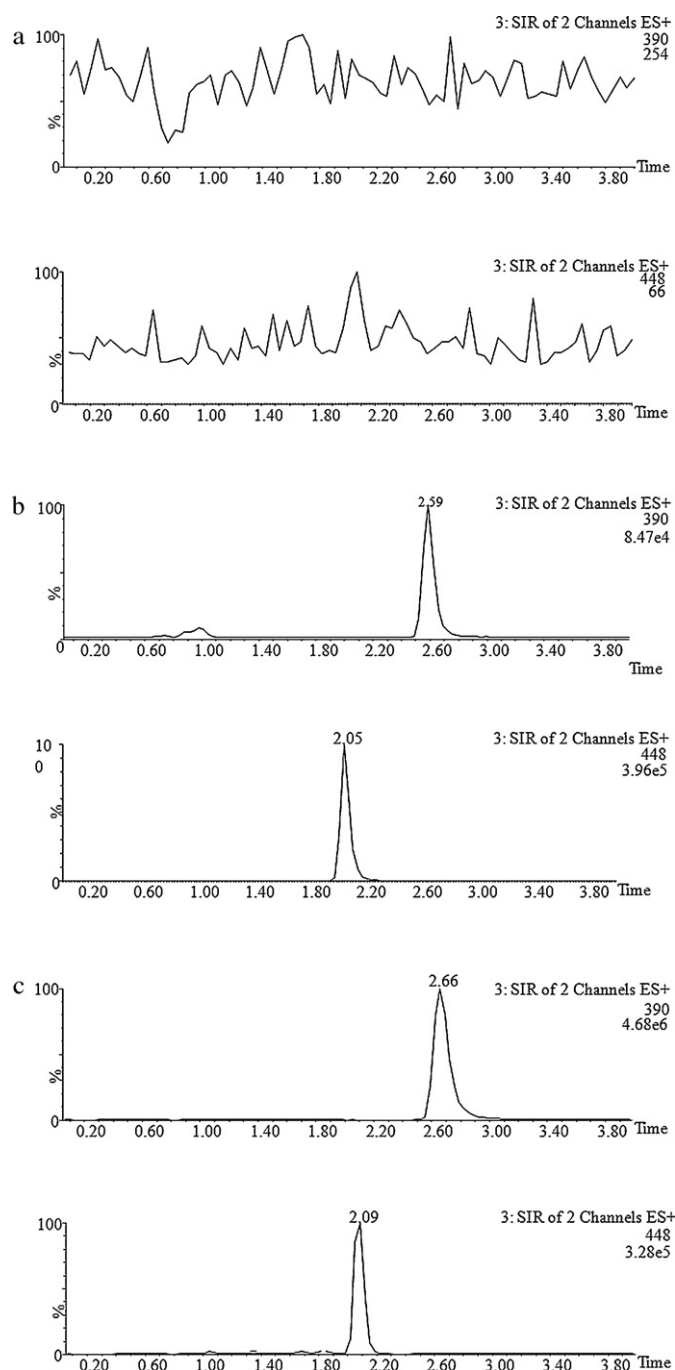 a
3: SIR of 2 Channels ES+
390
254
100
%
0
0.20 0.60 1.00 1.40 1.80 2.20 2.60 3.00 3.40 3.80 Time
3: SIR of 2 Channels ES+
448
66
100
%
0
0.20 0.60 1.00 1.40 1.80 2.20 2.60 3.00 3.40 3.80 Time
b
3: SIR of 2 Channels ES+
390
8.47e4
100
2.59
%
0
0.20 0.60 1.00 1.40 1.80 2.20 2.60 3.00 3.40 3.80
Time
3: SIR of 2 Channels ES+
448
3.96e5
10
0
2.05
%
0
0.20 0.60 1.00 1.40 1.80 2.20 2.60 3.00 3.40 3.80 Time
c
3: SIR of 2 Channels ES+
390
4.68e6
100
2.66
%
0
0.20 0.60 1.00 1.40 1.80 2.20 2.60 3.00 3.40 3.80
Time
3: SIR of 2 Channels ES+
448
3.28e5
100
2.09
%
0
0.20 0.60 1.00 1.40 1.80 2.20 2.60 3.00 3.40 3.80
Time